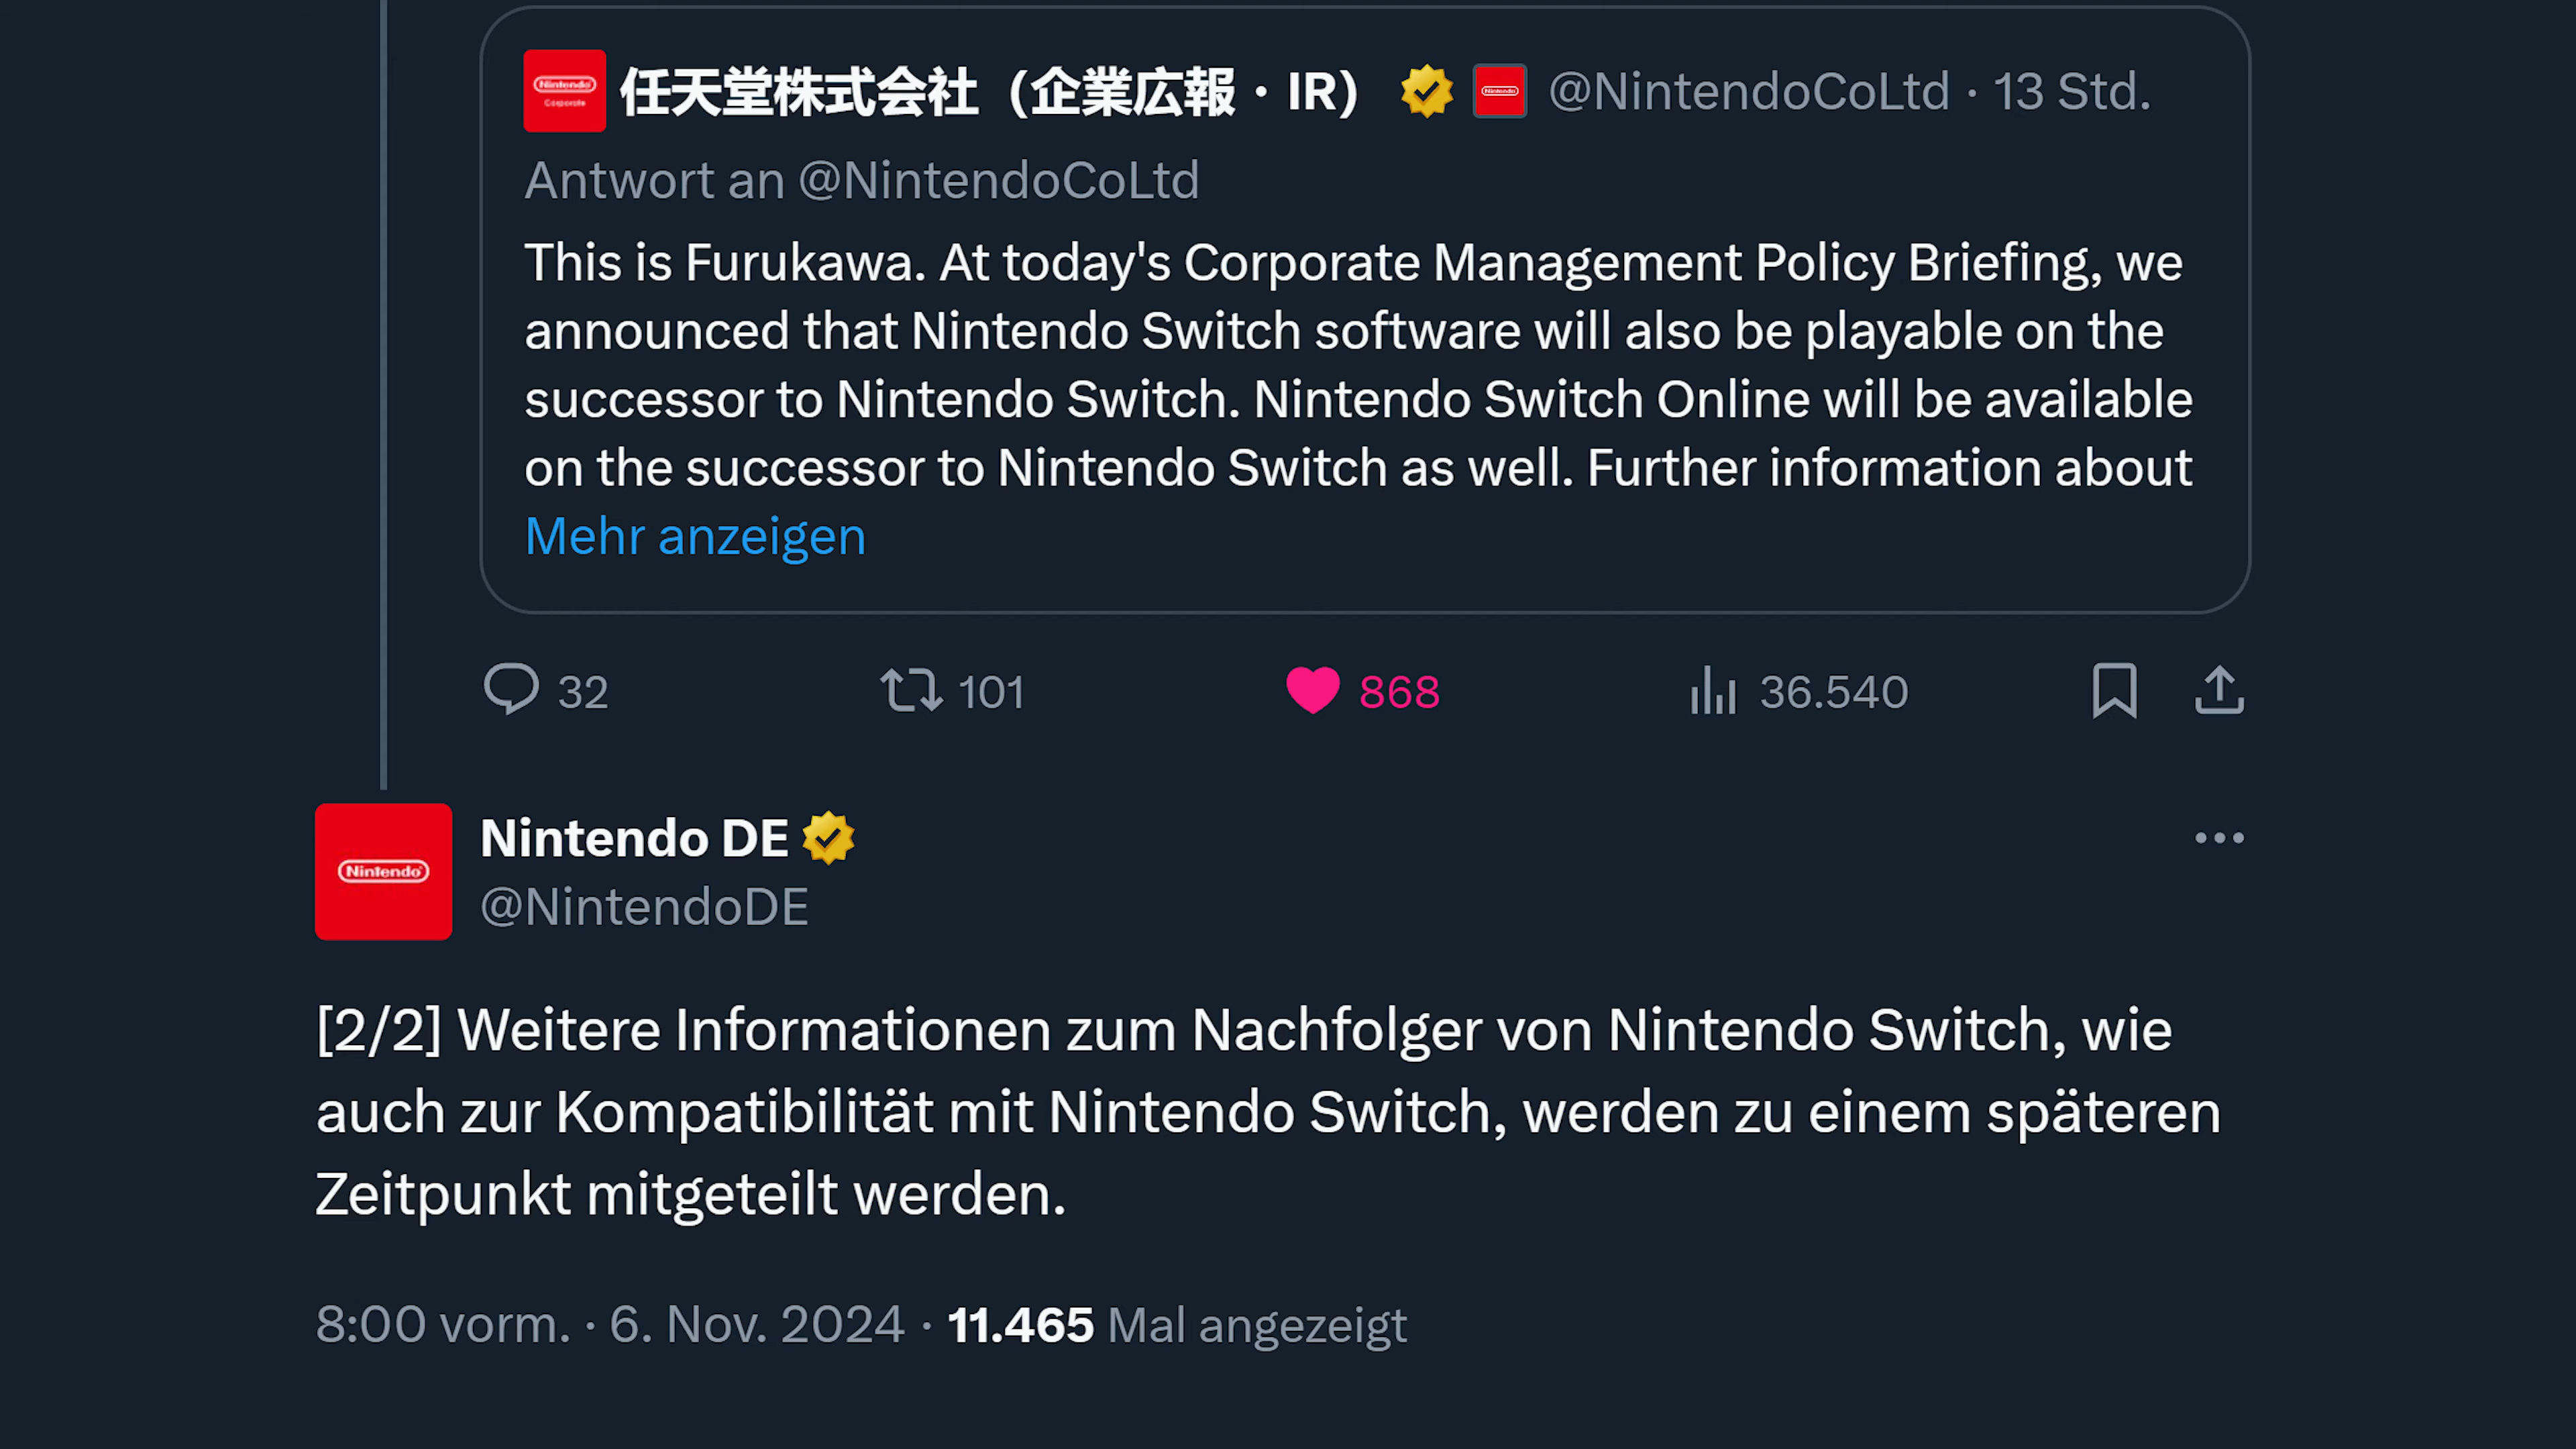 Nintendo
Corporate
任天堂株式会社（企業広報・IR） Nintendo @NintendoCoLtd · 13 Std.
Antwort an @NintendoCoLtd
This is Furukawa. At today's Corporate Management Policy Briefing, we
announced that Nintendo Switch software will also be playable on the
successor to Nintendo Switch. Nintendo Switch Online will be available
on the successor to Nintendo Switch as well. Further information about
Mehr anzeigen
32 101 868 36.540
Nintendo
Nintendo DE
@NintendoDE
[2/2] Weitere Informationen zum Nachfolger von Nintendo Switch, wie
auch zur Kompatibilität mit Nintendo Switch, werden zu einem späteren
Zeitpunkt mitgeteilt werden.
8:00 vorm. · 6. Nov. 2024 · 11.465 Mal angezeigt